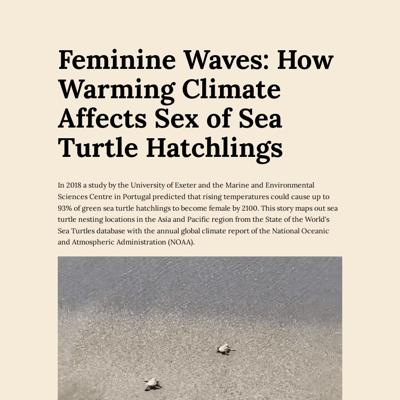 Feminine Waves: How
Warming Climate
Affects Sex of Sea
Turtle Hatchlings
In 2018 a study by the University of Exeter and the Marine and Environmental
Sciences Centre in Portugal predicted that rising temperatures could cause up to
93% of green sea turtle hatchlings to become female by 2100. This story maps out sea
turtle nesting locations in the Asia and Pacific region from the State of the World's
Sea Turtles database with the annual global climate report of the National Oceanic
and Atmospheric Administration (NOAA).